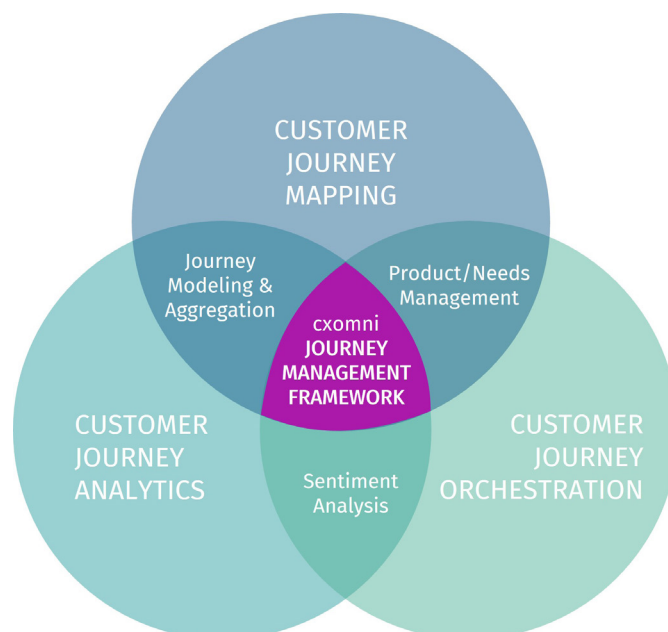 CUSTOMER
JOURNEY
MAPPING
Journey
Modeling &
Aggregation
Product/Needs
Management
cxomni
JOURNEY
MANAGEMENT
FRAMEWORK
CUSTOMER
JOURNEY
ANALYTICS
CUSTOMER
JOURNEY
ORCHESTRATION
Sentiment
Analysis